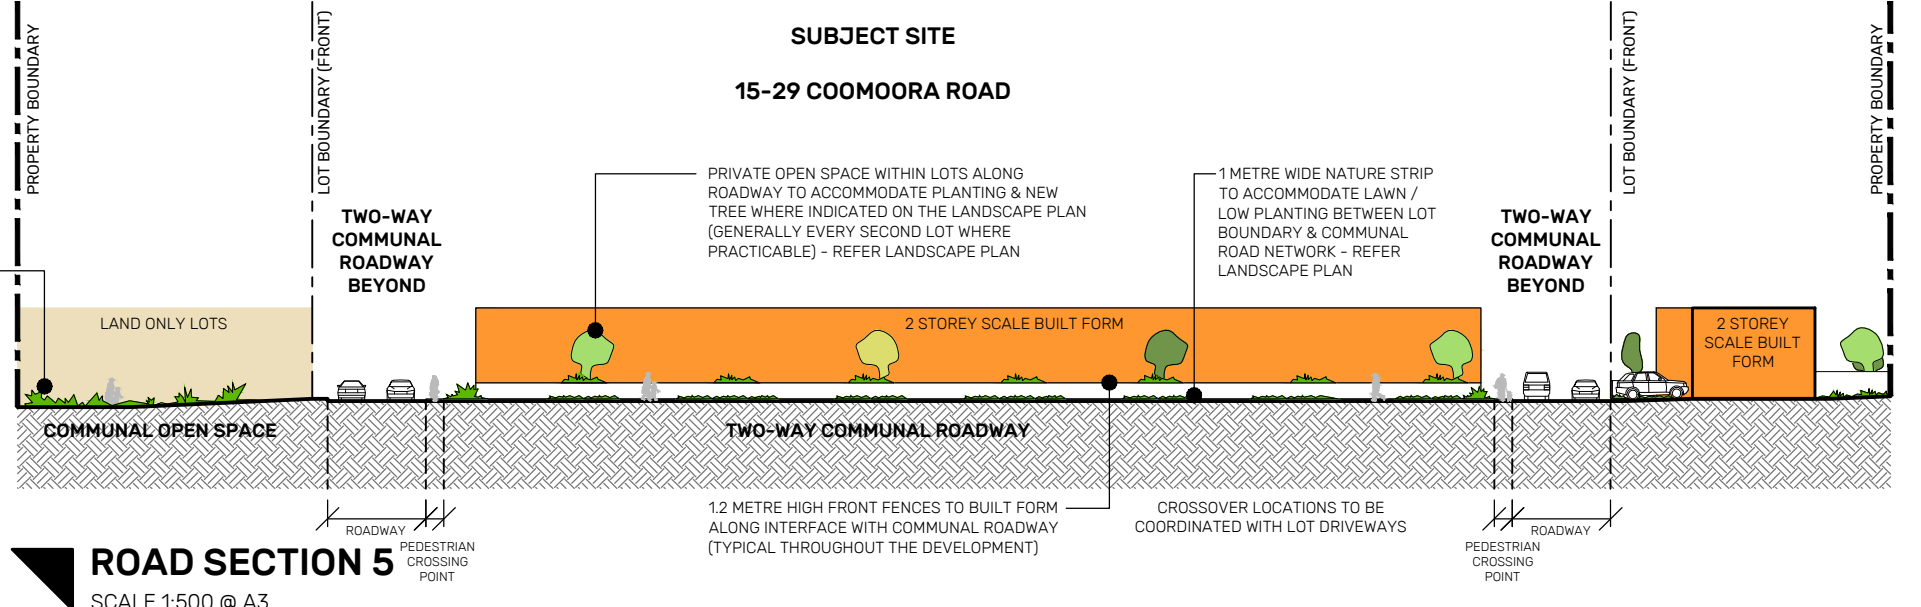 SUBJECT SITE
15-29 COOMOORA ROAD
PROPERTY BOUNDARY
LOT BOUNDARY (FRONT)
LOT BOUNDARY (FRONT)
PROPERTY BOUNDARY
TWO-WAY
COMMUNAL
ROADWAY
BEYOND
PRIVATE OPEN SPACE WITHIN LOTS ALONG
ROADWAY TO ACCOMMODATE PLANTING & NEW
TREE WHERE INDICATED ON THE LANDSCAPE PLAN
(GENERALLY EVERY SECOND LOT WHERE
PRACTICABLE) - REFER LANDSCAPE PLAN
1 METRE WIDE NATURE STRIP
TO ACCOMMODATE LAWN /
LOW PLANTING BETWEEN LOT
BOUNDARY & COMMUNAL
ROAD NETWORK - REFER
LANDSCAPE PLAN
TWO-WAY
COMMUNAL
ROADWAY
BEYOND
LAND ONLY LOTS
2 STOREY SCALE BUILT FORM
2 STOREY
SCALE BUILT
FORM
COMMUNAL OPEN SPACE
TWO-WAY COMMUNAL ROADWAY
ROADWAY
PEDESTRIAN
CROSSING
POINT
1.2 METRE HIGH FRONT FENCES TO BUILT FORM
ALONG INTERFACE WITH COMMUNAL ROADWAY
(TYPICAL THROUGHOUT THE DEVELOPMENT)
CROSSOVER LOCATIONS TO BE
COORDINATED WITH LOT DRIVEWAYS
ROADWAY
PEDESTRIAN
CROSSING
POINT
ROAD SECTION 5
SCALE 1:500 @ A3